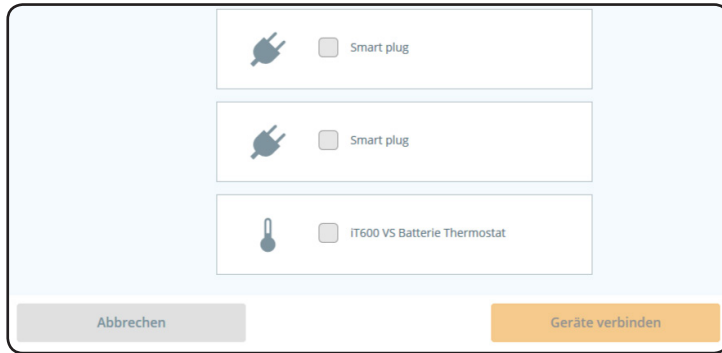 Smart plug
Smart plug
iT600 VS Batterie Thermostat
Abbrechen Geräte verbinden